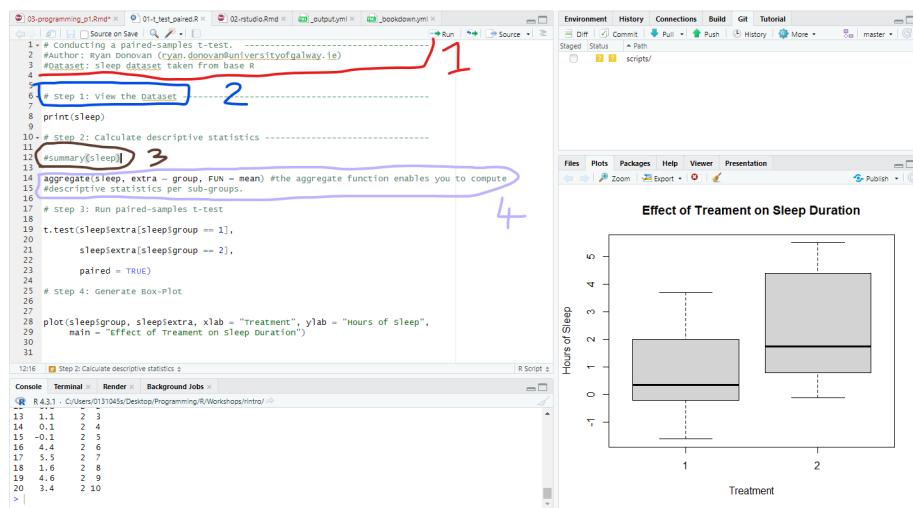 03-programming_p1.Rmd* × 01-t_test_paired.R × 02-rstudio.Rmd × _output.yml × _bookdown.yml ×
Source on Save Run Source
1 # Conducting a paired-samples t-test. ------------------------------------ 1
2 #Author: Ryan Donovan (ryan.donovan@universityofgalway.ie)
3 #Dataset: sleep dataset taken from base R
4
5
6 # Step 1: View the Dataset ------------------------------------------------ 2
7
8 print(sleep)
9
10 # Step 2: Calculate descriptive statistics --------------------------------
11
12 #summary(sleep) 3
13
14 aggregate(sleep, extra ~ group, FUN = mean) #the aggregate function enables you to compute
15 #descriptive statistics per sub-groups.
16 4
17 # Step 3: Run paired-samples t-test
18
19 t.test(sleep$extra[sleep$group == 1],
20
21 sleep$extra[sleep$group == 2],
22
23 paired = TRUE)
24
25 # Step 4: Generate Box-Plot
26
27
28 plot(sleep$group, sleep$extra, xlab = "Treatment", ylab = "Hours of Sleep",
29 main = "Effect of Treament on Sleep Duration")
30
31
12:16 Step 2: Calculate descriptive statistics R Script
Console Terminal × Render × Background Jobs ×
R 4.3.1 · C:/Users/0131045s/Desktop/Programming/R/Workshops/rintro/
13 1.1 2 3
14 0.1 2 4
15 -0.1 2 5
16 4.4 2 6
17 5.5 2 7
18 1.6 2 8
19 4.6 2 9
20 3.4 2 10
>
Environment History Connections Build Git Tutorial
Diff Commit Pull Push History More master
Staged Status Path
? ? scripts/
Files Plots Packages Help Viewer Presentation
Zoom Export Publish
Effect of Treament on Sleep Duration
Hours of Sleep
5
4
3
2
1
0
-1
1 2
Treatment